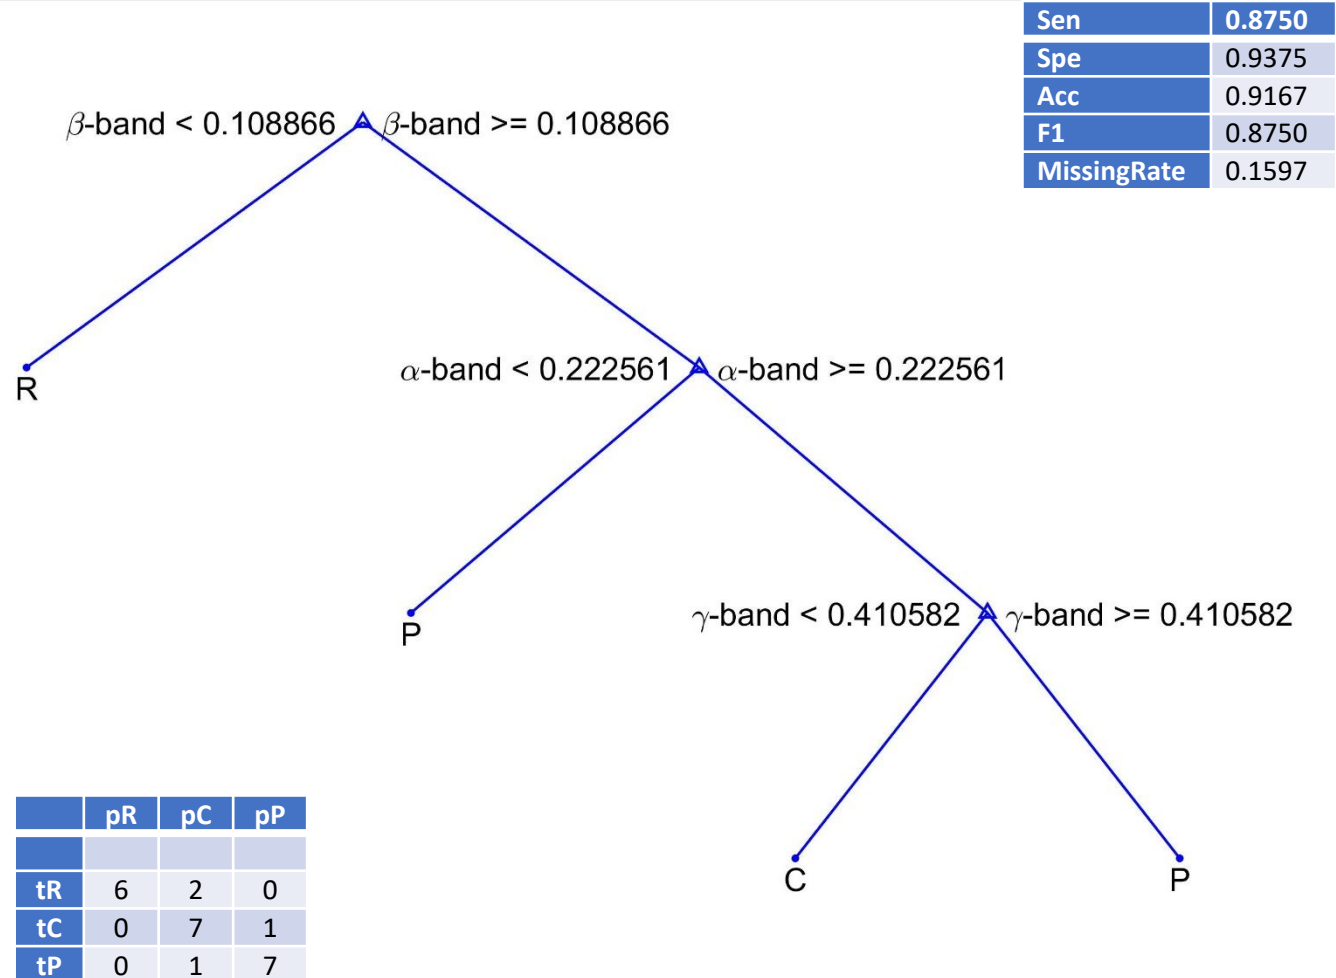 Sen 0.8750
Spe 0.9375
Acc 0.9167
F1 0.8750
MissingRate 0.1597
β-band < 0.108866 β-band >= 0.108866
R
α-band < 0.222561 α-band >= 0.222561
P
γ-band < 0.410582 γ-band >= 0.410582
C P
pR pC pP
tR 6 2 0
tC 0 7 1
tP 0 1 7